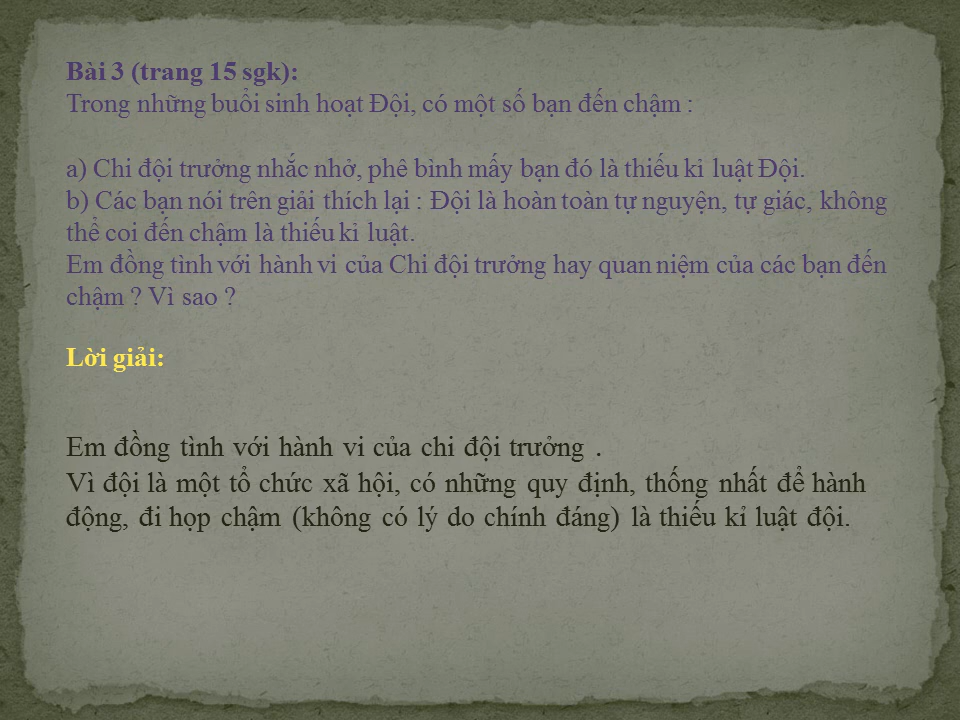 Bài 3 (trang 15 sgk):
Trong những buổi sinh hoạt Đội, có một số bạn đến chậm :
a) Chi đội trưởng nhắc nhở, phê bình mấy bạn đó là thiếu kỉ luật Đội.
b) Các bạn nói trên giải thích lại : Đội là hoàn toàn tự nguyện, tự giác, không
thể coi đến chậm là thiếu kỉ luật.
Em đồng tình với hành vi của Chi đội trưởng hay quan niệm của các bạn đến
chậm ? Vì sao ?
Lời giải:
Em đồng tình với hành vi của chi đội trưởng .
Vì đội là một tổ chức xã hội, có những quy định, thống nhất để hành
động, đi họp chậm (không có lý do chính đáng) là thiếu kỉ luật đội.